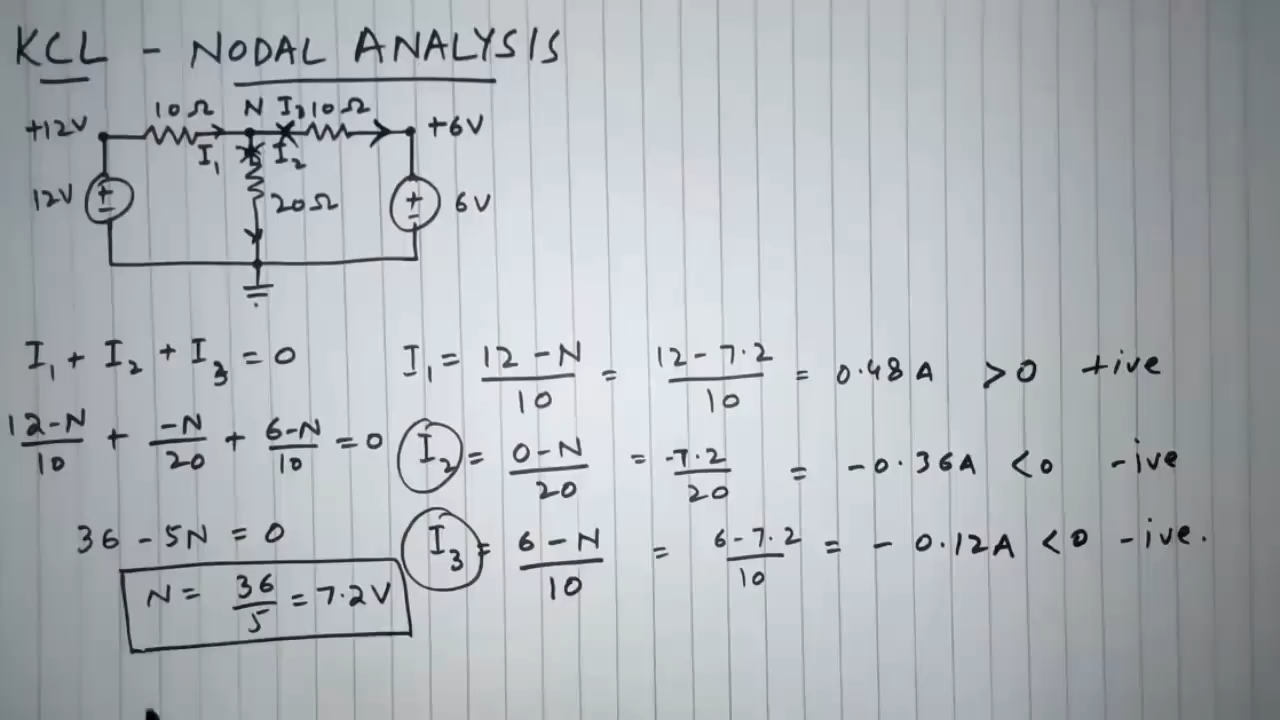 KCL - NODAL ANALYSIS
10Ω N I3 10Ω
+12V +6V
I1 I2
12V + - 20Ω + - 6V
I1 + I2 + I3 = 0
I1 = (12 - N)/10 = (12 - 7.2)/10 = 0.48A > 0 +ive
(12-N)/10 + (-N)/20 + (6-N)/10 = 0
I2 = (0 - N)/20 = (-7.2)/20 = -0.36A < 0 -ive
36 - 5N = 0
I3 = (6 - N)/10 = (6 - 7.2)/10 = - 0.12A < 0 -ive.
N = 36/5 = 7.2V